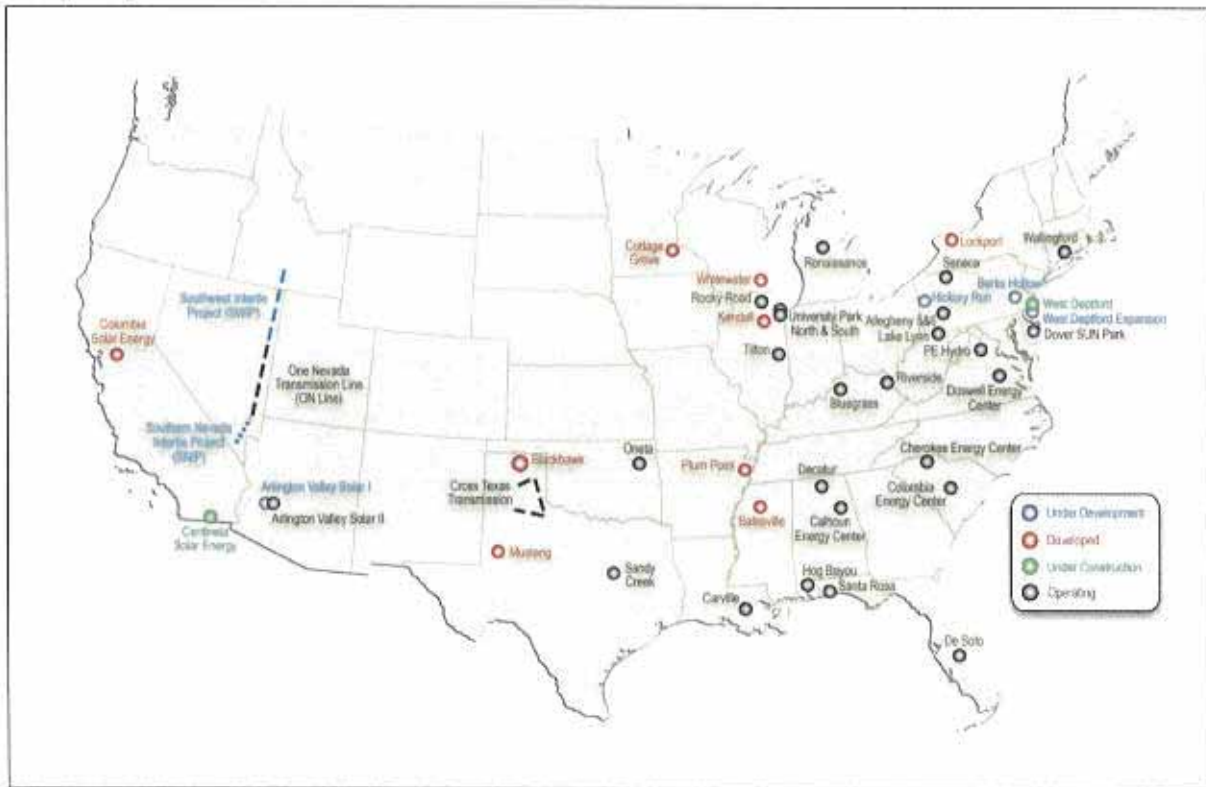 Cottage
Grove
Renaissance
Lockport
Wallingford
Seneca
Whitewater
Rocky Road
Kendall
University Park
North & South
Hickory Run
Berks Hollow
West Deptford
West Deptford Expansion
Dover SUN Park
Allegheny 5&6
Lake Lynn
PE Hydro
Tilton
Riverside
Bluegrass
Doswell Energy
Center
Southwest Intertie
Project (SWIP)
Columbia
Solar Energy
One Nevada
Transmission Line
(ON Line)
Southern Nevada
Intertie Project
(SNIP)
Arlington Valley Solar I
Arlington Valley Solar II
Centinela
Solar Energy
Blackhawk
Cross Texas
Transmission
Oneta
Plum Point
Decatur
Cherokee Energy Center
Columbia
Energy Center
Batesville
Calhoun
Energy Center
Mustang
Sandy
Creek
Hog Bayou
Santa Rosa
Carville
De Soto
Under Development
Developed
Under Construction
Operating